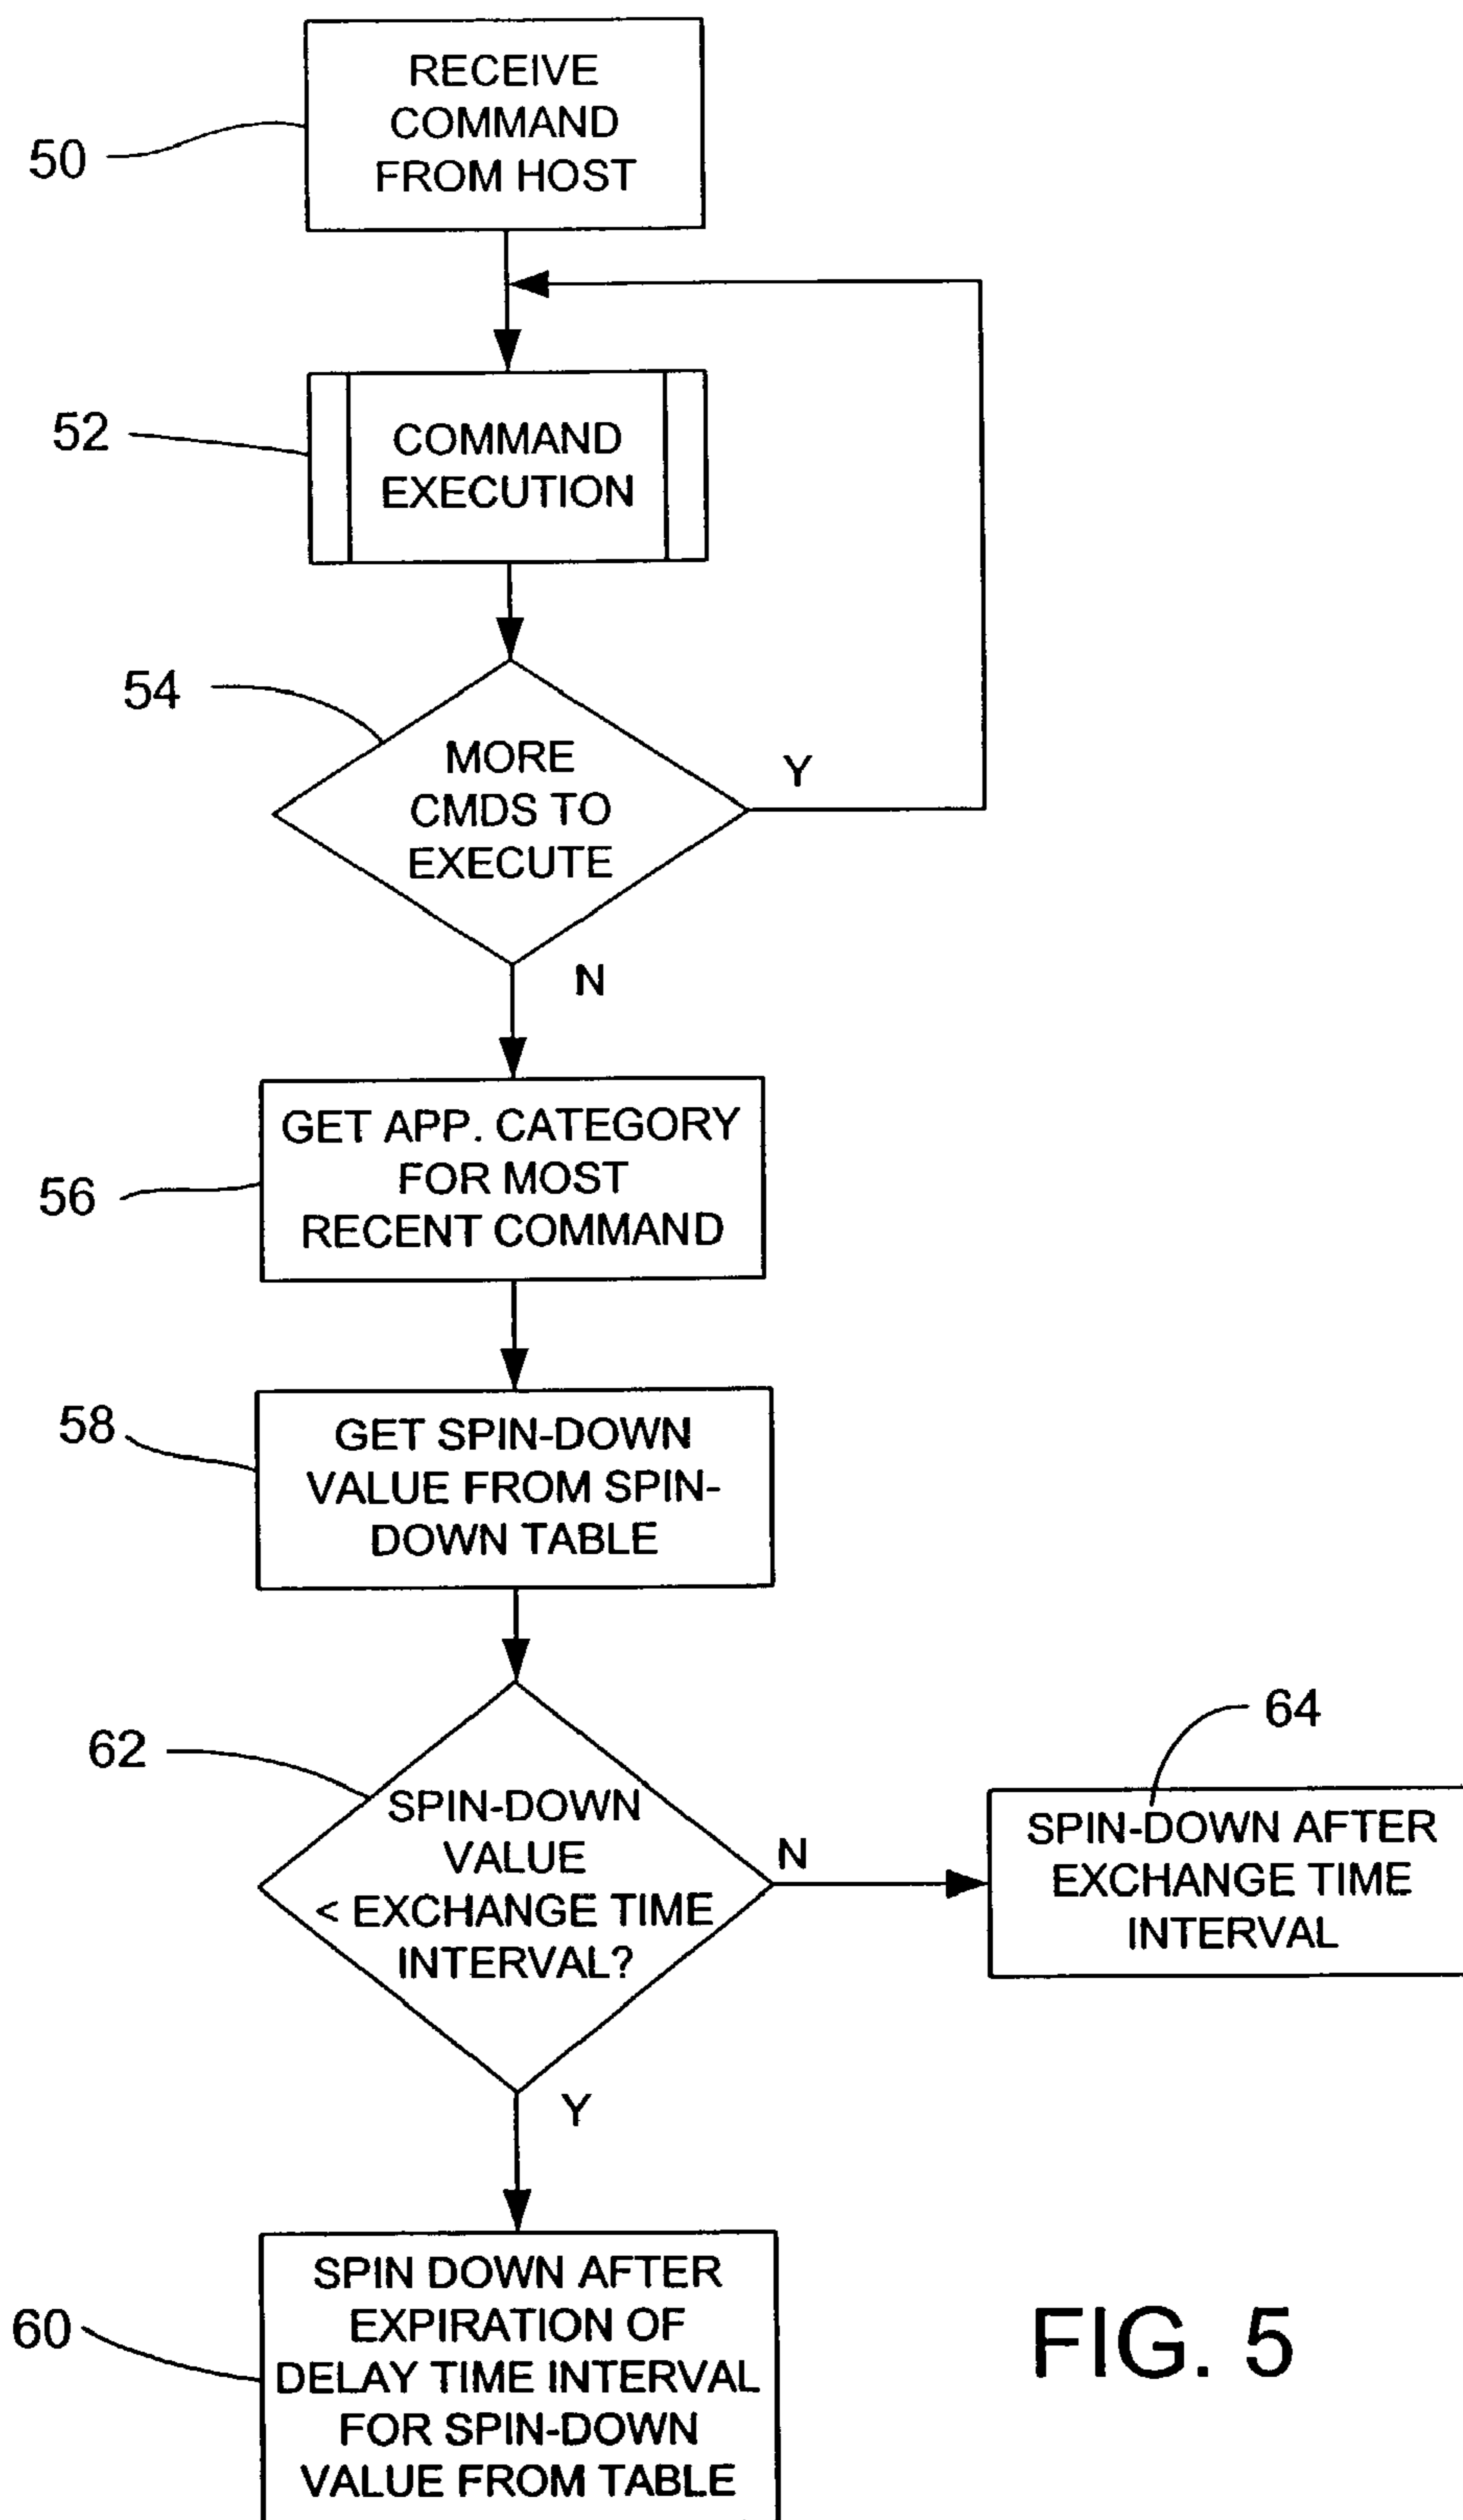 RECEIVE
COMMAND
FROM HOST
50
52
COMMAND
EXECUTION
54
MORE
CMDS TO
EXECUTE
Y
N
56
GET APP. CATEGORY
FOR MOST
RECENT COMMAND
58
GET SPIN-DOWN
VALUE FROM SPIN-
DOWN TABLE
62
SPIN-DOWN
VALUE
< EXCHANGE TIME
INTERVAL?
N
64
SPIN-DOWN AFTER
EXCHANGE TIME
INTERVAL
Y
60
SPIN DOWN AFTER
EXPIRATION OF
DELAY TIME INTERVAL
FOR SPIN-DOWN
VALUE FROM TABLE
FIG. 5